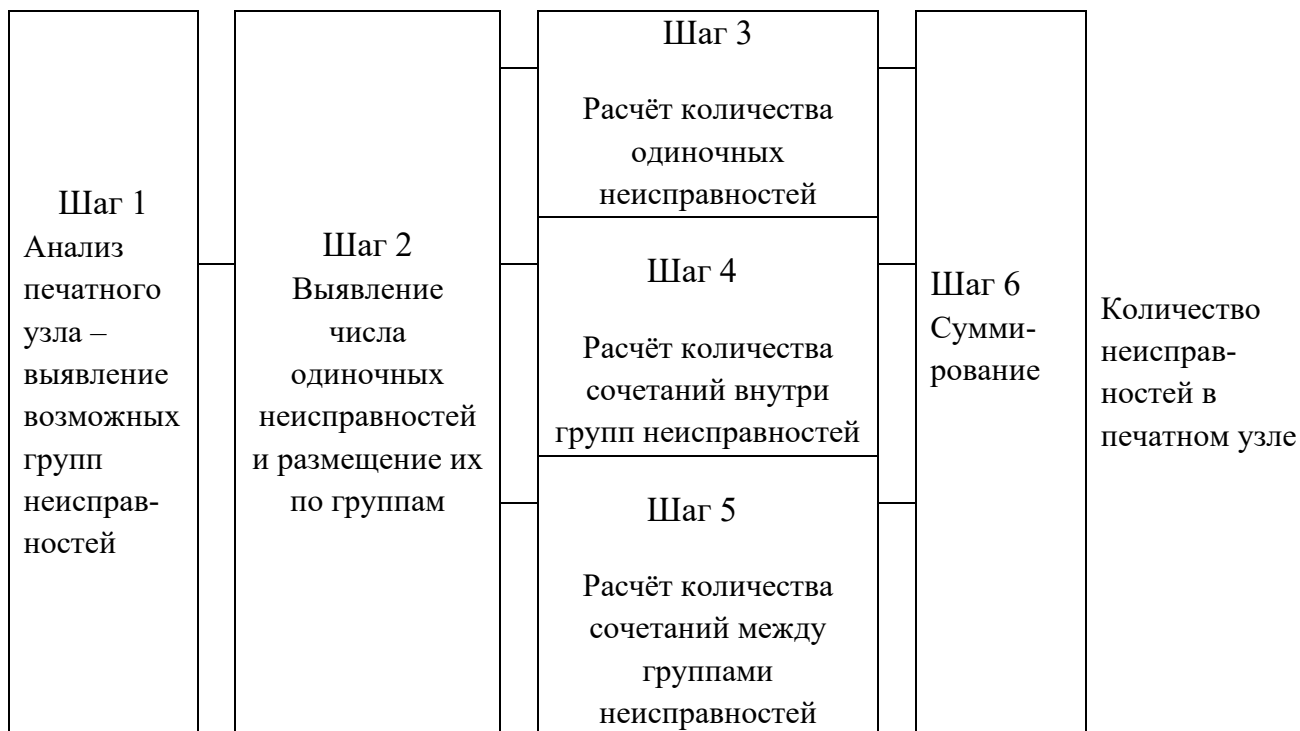 Шаг 1
Анализ
печатного
узла –
выявление
возможных
групп
неисправ-
ностей
Шаг 2
Выявление
числа
одиночных
неисправностей
и размещение их
по группам
Шаг 3
Расчёт количества
одиночных
неисправностей
Шаг 4
Расчёт количества
сочетаний внутри
групп неисправностей
Шаг 5
Расчёт количества
сочетаний между
группами
неисправностей
Шаг 6
Сумми-
рование
Количество
неисправ-
ностей в
печатном узле